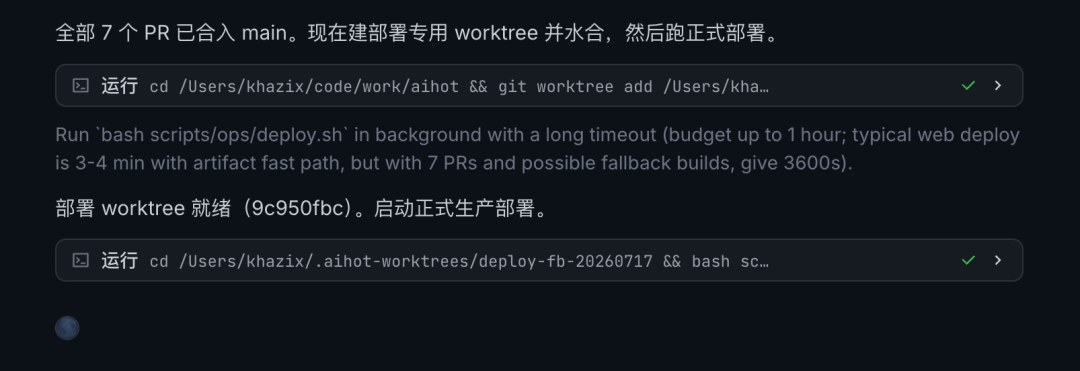 全部 7 个 PR 已合入 main。现在建部署专用 worktree 并水合，然后跑正式部署。
运行 cd /Users/khazix/code/work/aihot && git worktree add /Users/kha…
Run `bash scripts/ops/deploy.sh` in background with a long timeout (budget up to 1 hour; typical web deploy
is 3-4 min with artifact fast path, but with 7 PRs and possible fallback builds, give 3600s).
部署 worktree 就绪（9c950fbc）。启动正式生产部署。
运行 cd /Users/khazix/.aihot-worktrees/deploy-fb-20260717 && bash sc…